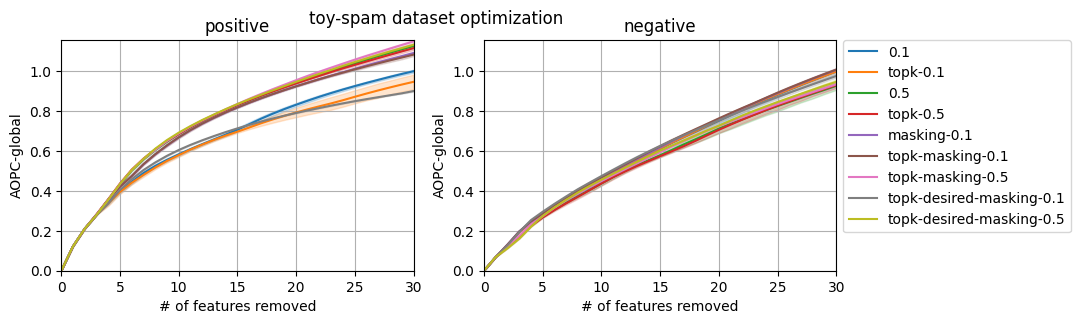 toy-spam dataset optimization
positive
AOPC-global
1.0
0.8
0.6
0.4
0.2
0.0
0 5 10 15 20 25 30
# of features removed
negative
AOPC-global
1.0
0.8
0.6
0.4
0.2
0.0
0 5 10 15 20 25 30
# of features removed
0.1
topk-0.1
0.5
topk-0.5
masking-0.1
topk-masking-0.1
topk-masking-0.5
topk-desired-masking-0.1
topk-desired-masking-0.5